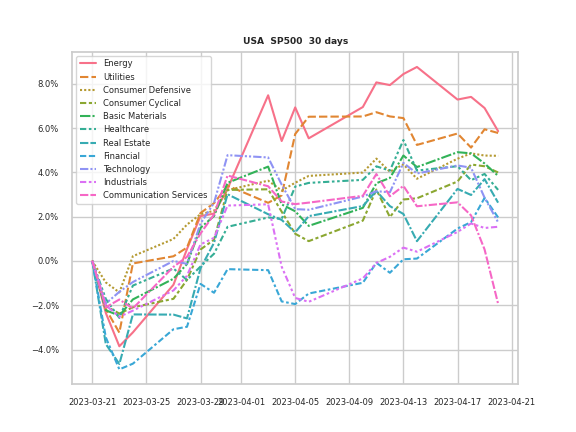 USA  SP500  30 days
Energy
Utilities
Consumer Defensive
Consumer Cyclical
Basic Materials
Healthcare
Real Estate
Financial
Technology
Industrials
Communication Services
8.0%
6.0%
4.0%
2.0%
0.0%
−2.0%
−4.0%
2023-03-21 2023-03-25 2023-03-29 2023-04-01 2023-04-05 2023-04-09 2023-04-13 2023-04-17 2023-04-21